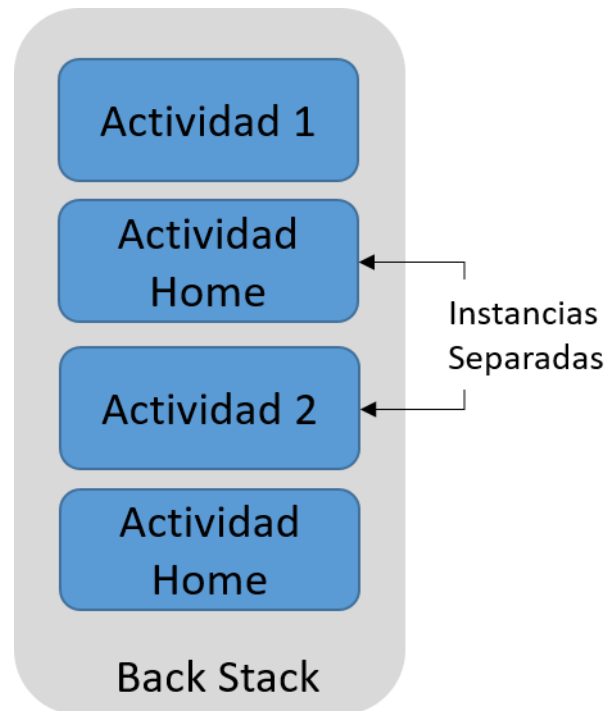 Actividad 1
Actividad
Home
Instancias
Separadas
Actividad 2
Actividad
Home
Back Stack